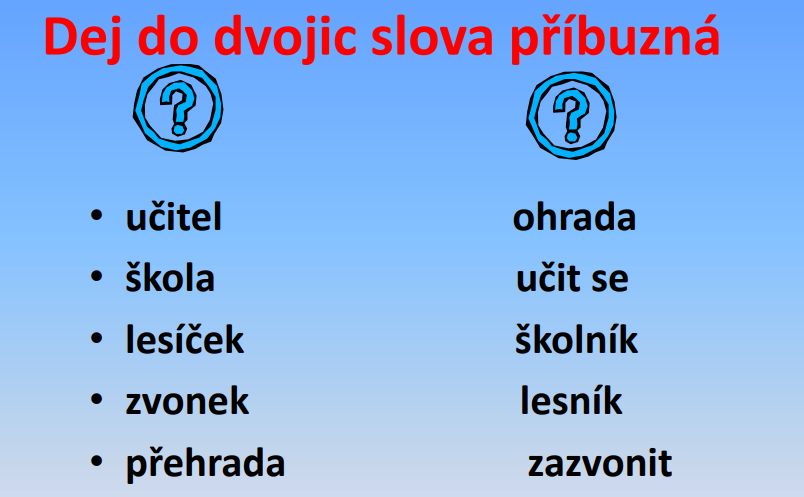 Dej do dvojic slova příbuzná
? ?
• učitel ohrada
• škola učit se
• lesíček školník
• zvonek lesník
• přehrada zazvonit